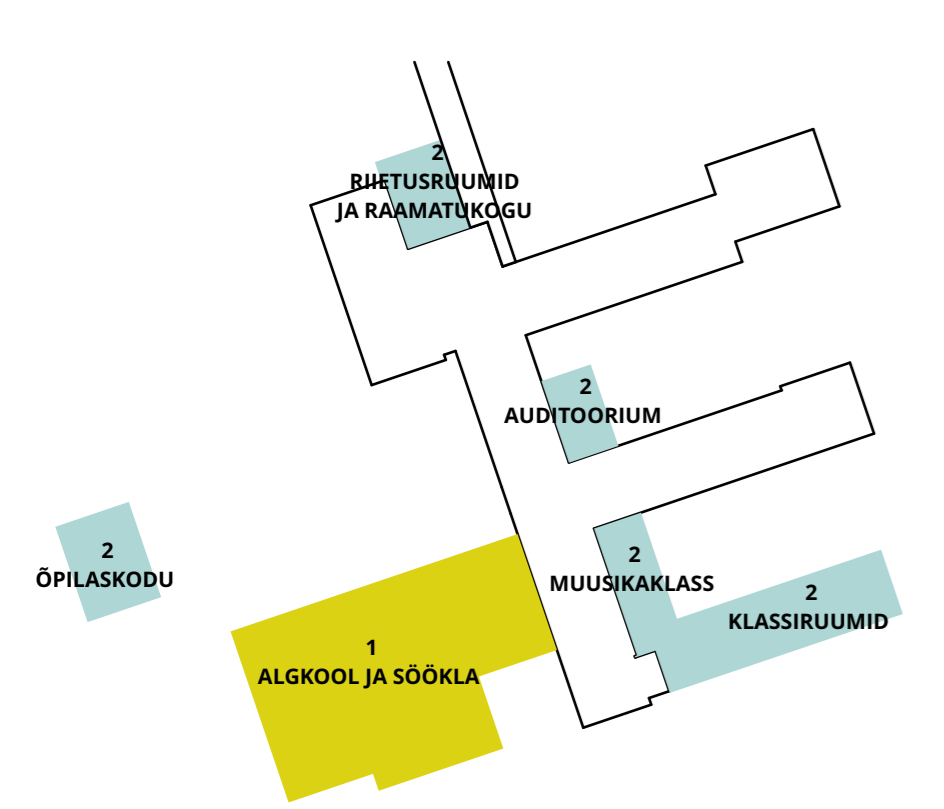 2
RIIETUSRUUMID
JA RAAMATUKOGU
2
AUDITOORIUM
2
ÕPILASKODU
2
MUUSIKAKLASS
2
KLASSIRUUMID
1
ALGKOOL JA SÖÖKLA